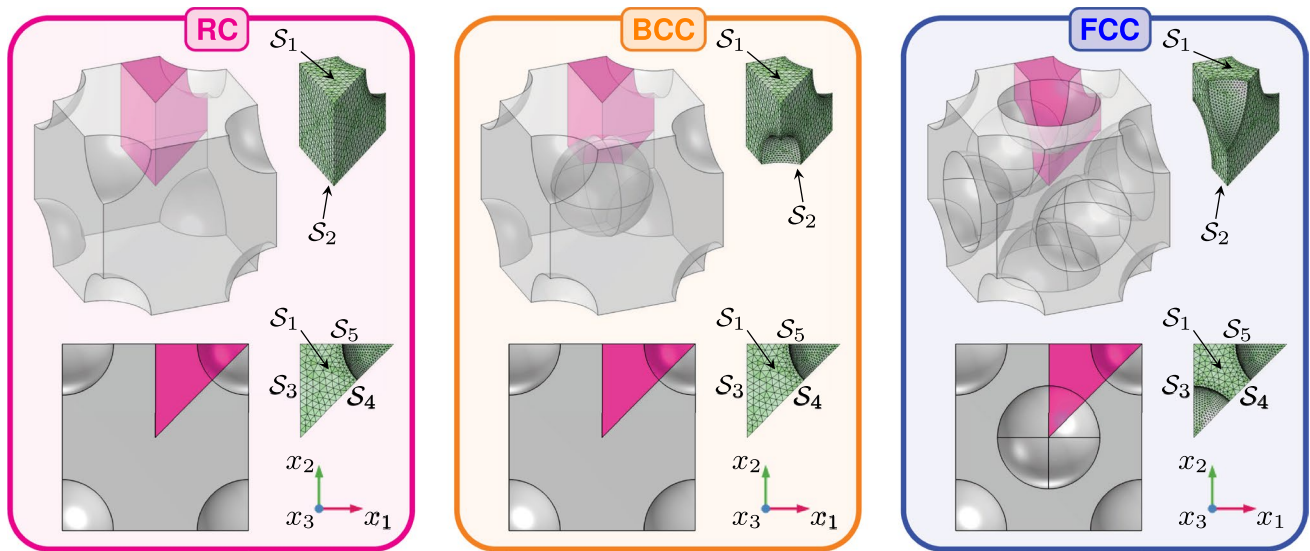 RC
S₁
S₂
S₁
S₅
S₃
S₄
x₂
x₃
x₁
BCC
S₁
S₂
S₁
S₅
S₃
S₄
x₂
x₃
x₁
FCC
S₁
S₂
S₁
S₅
S₃
S₄
x₂
x₃
x₁